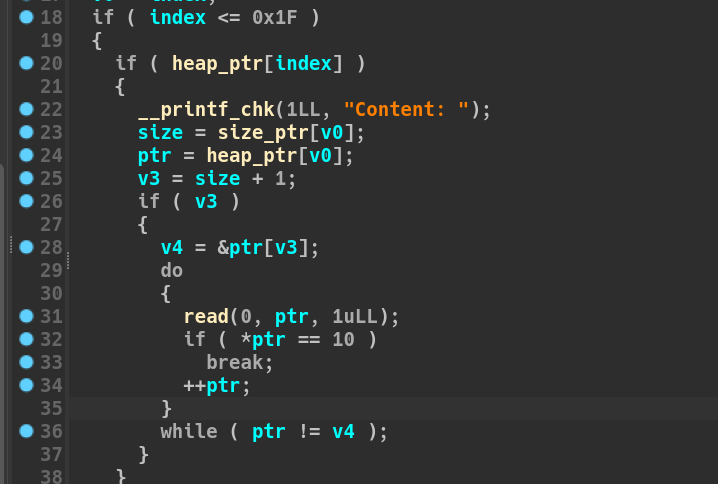 18 if ( index <= 0x1F )
19 {
20 if ( heap_ptr[index] )
21 {
22 __printf_chk(1LL, "Content: ");
23 size = size_ptr[v0];
24 ptr = heap_ptr[v0];
25 v3 = size + 1;
26 if ( v3 )
27 {
28 v4 = &ptr[v3];
29 do
30 {
31 read(0, ptr, 1uLL);
32 if ( *ptr == 10 )
33 break;
34 ++ptr;
35 }
36 while ( ptr != v4 );
37 }
38 }